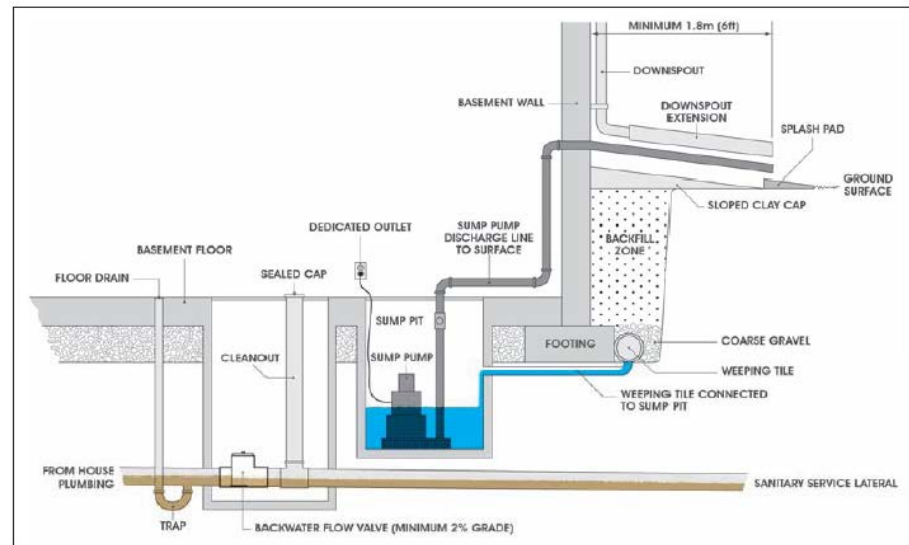 MINIMUM 1.8m (6ft)
DOWNSPOUT
BASEMENT WALL
DOWNSPOUT
EXTENSION
SPLASH PAD
GROUND
SURFACE
SLOPED CLAY CAP
DEDICATED OUTLET
SUMP PUMP
DISCHARGE LINE
TO SURFACE
BACKFILL
ZONE
BASEMENT FLOOR
FLOOR DRAIN
SEALED CAP
SUMP PIT
COARSE GRAVEL
FOOTING
CLEANOUT
SUMP PUMP
WEEPING TILE
WEEPING TILE CONNECTED
TO SUMP PIT
FROM HOUSE
PLUMBING
SANITARY SERVICE LATERAL
TRAP
BACKWATER FLOW VALVE (MINIMUM 2% GRADE)